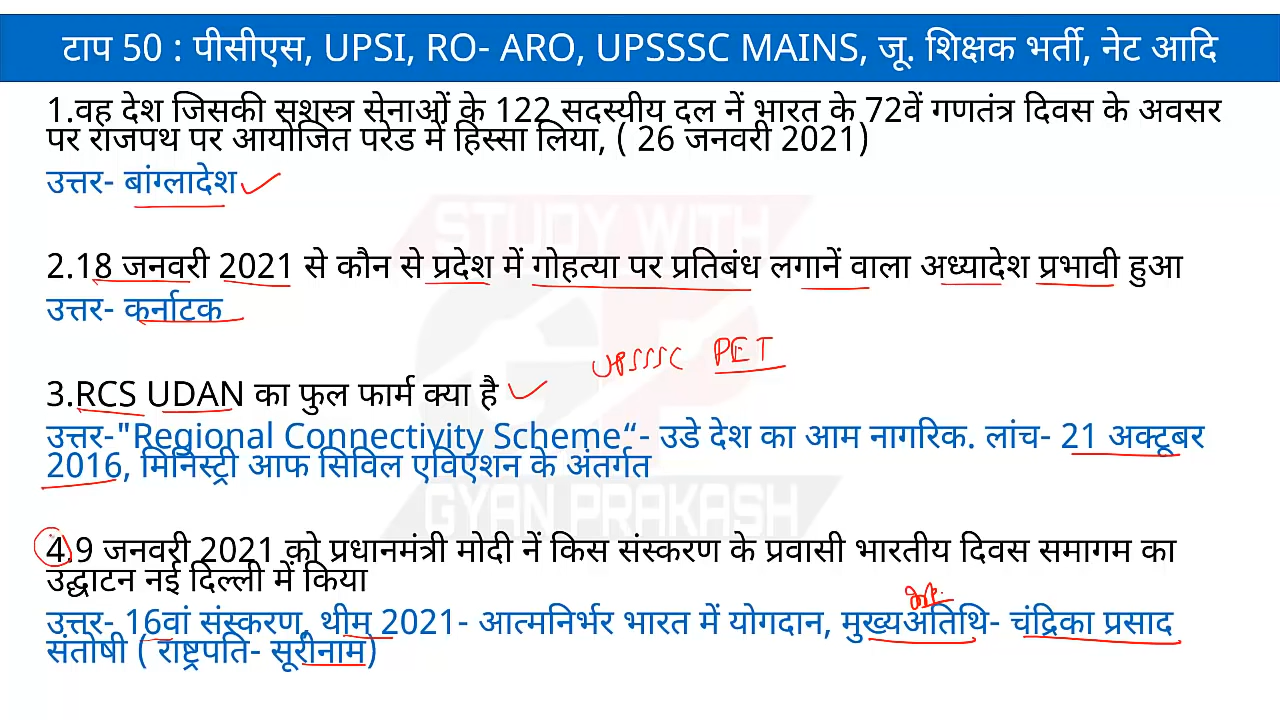 टाप 50 : पीसीएस, UPSI, RO- ARO, UPSSSC MAINS, जू. शिक्षक भर्ती, नेट आदि
1.वह देश जिसकी सशस्त्र सेनाओं के 122 सदस्यीय दल नें भारत के 72वें गणतंत्र दिवस के अवसर
पर राजपथ पर आयोजित परेड में हिस्सा लिया, ( 26 जनवरी 2021)
उत्तर- बांग्लादेश
STUDY WITH
2.18 जनवरी 2021 से कौन से प्रदेश में गोहत्या पर प्रतिबंध लगानें वाला अध्यादेश प्रभावी हुआ
उत्तर- कर्नाटक
UPSSSC PET
3.RCS UDAN का फुल फार्म क्या है
उत्तर-"Regional Connectivity Scheme“- उडे देश का आम नागरिक. लांच- 21 अक्टूबर
2016, मिनिस्ट्री आफ सिविल एविएशन के अंतर्गत
GYAN PRAKASH
4.9 जनवरी 2021 को प्रधानमंत्री मोदी नें किस संस्करण के प्रवासी भारतीय दिवस समागम का
उद्घाटन नई दिल्ली में किया
उत्तर- 16वां संस्करण, थीम 2021- आत्मनिर्भर भारत में योगदान, मुख्यअतिथि- चंद्रिका प्रसाद
संतोषी ( राष्ट्रपति- सूरीनाम)